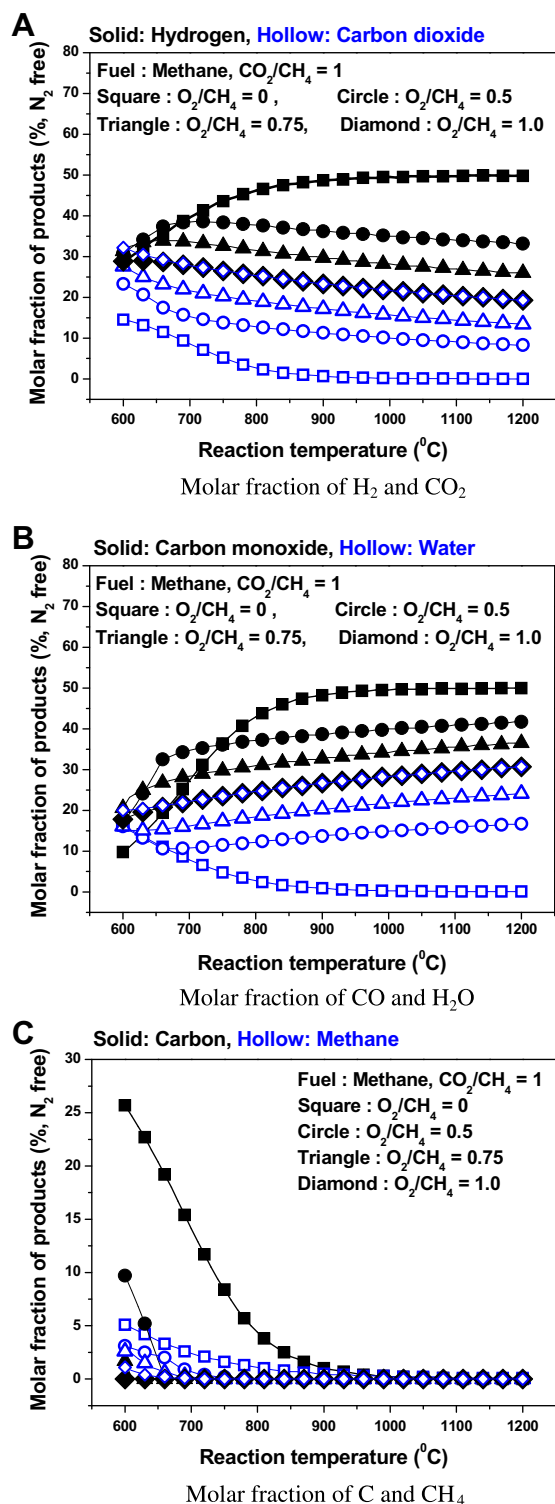 A
Solid: Hydrogen, Hollow: Carbon dioxide
Fuel : Methane, CO₂/CH₄ = 1
Square : O₂/CH₄ = 0 , Circle : O₂/CH₄ = 0.5
Triangle : O₂/CH₄ = 0.75, Diamond : O₂/CH₄ = 1.0
Molar fraction of products (%, N₂ free)
80
70
60
50
40
30
20
10
0
600 700 800 900 1000 1100 1200
Reaction temperature (⁰C)
Molar fraction of H₂ and CO₂
B
Solid: Carbon monoxide, Hollow: Water
Fuel : Methane, CO₂/CH₄ = 1
Square : O₂/CH₄ = 0 , Circle : O₂/CH₄ = 0.5
Triangle : O₂/CH₄ = 0.75, Diamond : O₂/CH₄ = 1.0
Molar fraction of products (%, N₂ free)
80
70
60
50
40
30
20
10
0
600 700 800 900 1000 1100 1200
Reaction temperature (⁰C)
Molar fraction of CO and H₂O
C
Solid: Carbon, Hollow: Methane
Fuel : Methane, CO₂/CH₄ = 1
Square : O₂/CH₄ = 0
Circle : O₂/CH₄ = 0.5
Triangle : O₂/CH₄ = 0.75
Diamond : O₂/CH₄ = 1.0
Molar fraction of products (%, N₂ free)
30
25
20
15
10
5
0
600 700 800 900 1000 1100 1200
Reaction temperature (⁰C)
Molar fraction of C and CH₄